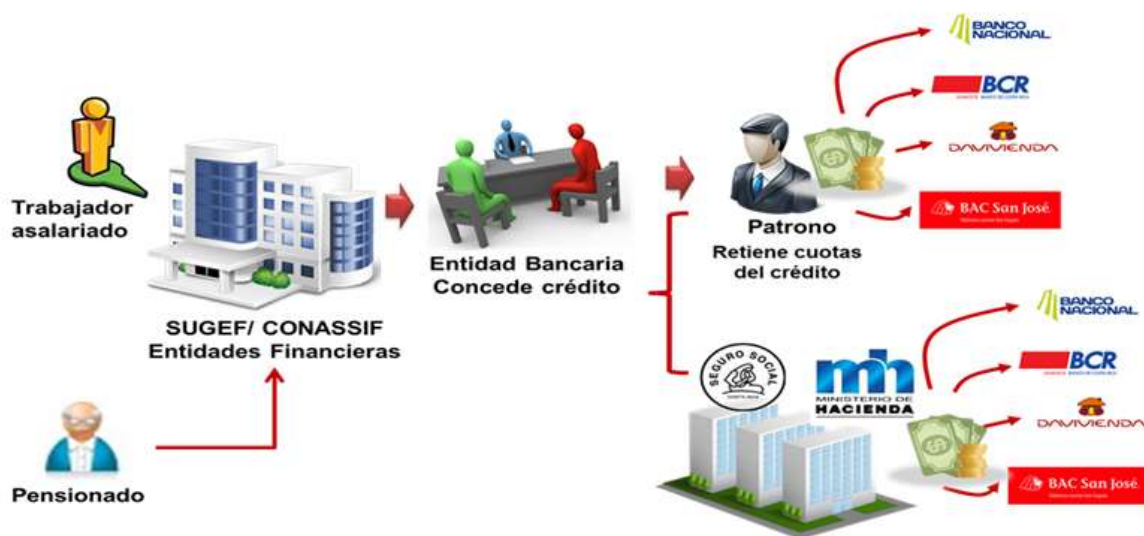 Trabajador
asalariado
SUGEF/ CONASSIF
Entidades Financieras
Pensionado
Entidad Bancaria
Concede crédito
Patrono
Retiene cuotas
del crédito
BANCO
NACIONAL
BCR
DAVIVIENDA
BAC San José
SEGURO SOCIAL
mh
MINISTERIO DE
HACIENDA
BANCO
NACIONAL
BCR
DAVIVIENDA
BAC San José